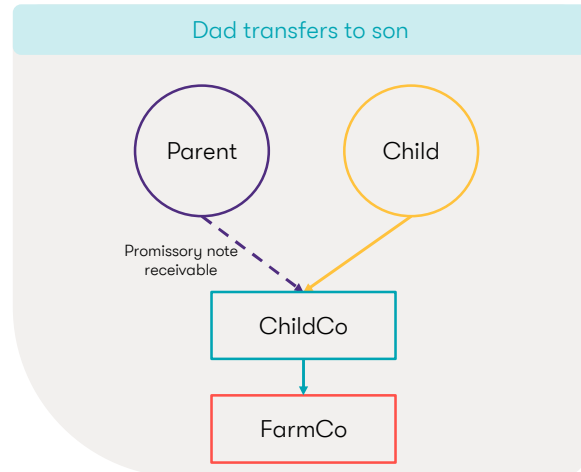 Dad transfers to son
Parent
Child
Promissory note
receivable
ChildCo
FarmCo